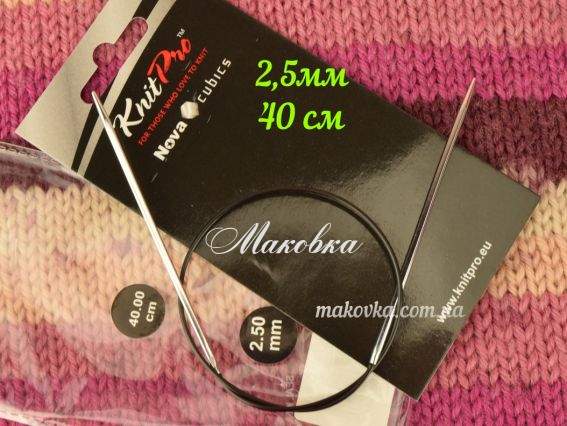 KnitPro™
FOR THOSE WHO LOVE TO KNIT
Nova cubics
2,5мм
40 см
Маковка
makovka.com.ua
www.knitpro.eu
40.00
cm
2.50
mm